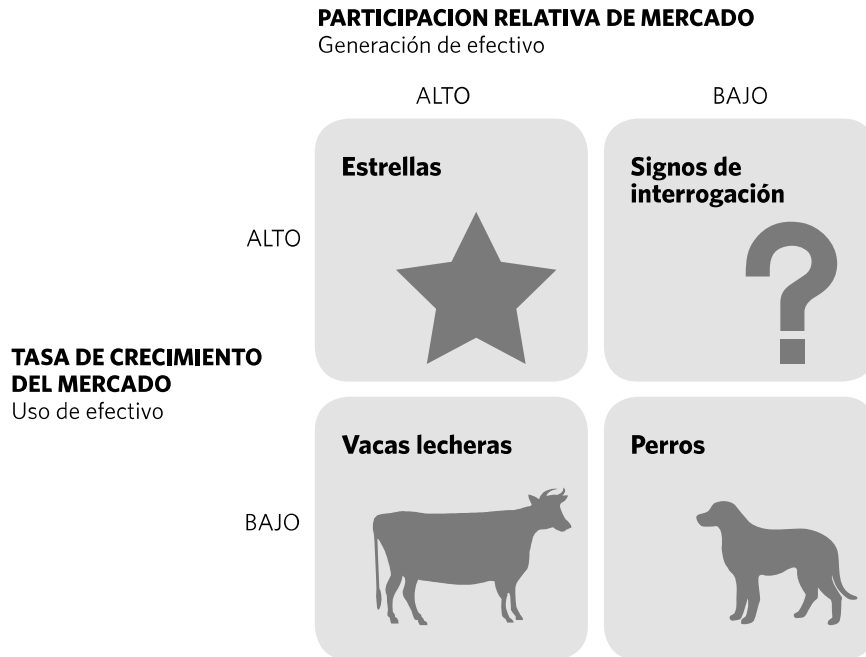 PARTICIPACION RELATIVA DE MERCADO
Generación de efectivo
ALTO
BAJO
Estrellas
Signos de
interrogación
ALTO
TASA DE CRECIMIENTO
DEL MERCADO
Uso de efectivo
Vacas lecheras
Perros
BAJO